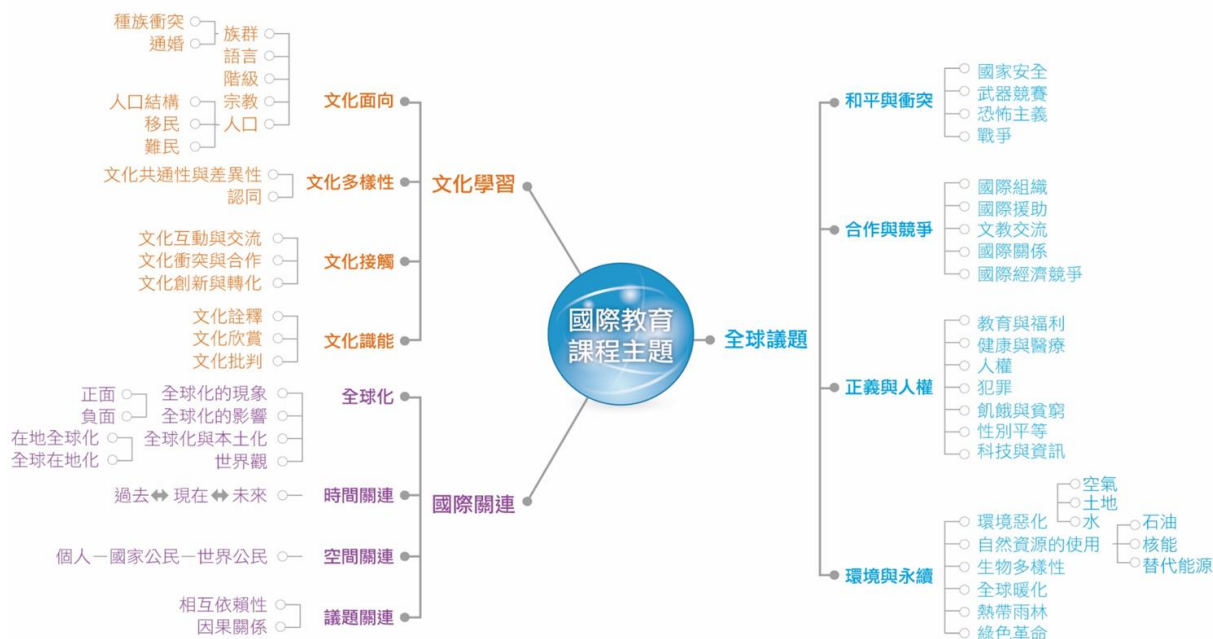 國際教育
課程主題
文化學習
文化面向
族群
種族衝突
通婚
語言
階級
宗教
人口
人口結構
移民
難民
文化多樣性
文化共通性與差異性
認同
文化接觸
文化互動與交流
文化衝突與合作
文化創新與轉化
文化識能
文化詮釋
文化欣賞
文化批判
國際關連
全球化
全球化的現象
全球化的影響
正面
負面
全球化與本土化
在地全球化
全球在地化
世界觀
時間關連
過去⬌現在⬌未來
空間關連
個人－國家公民－世界公民
議題關連
相互依賴性
因果關係
全球議題
和平與衝突
國家安全
武器競賽
恐怖主義
戰爭
合作與競爭
國際組織
國際援助
文教交流
國際關係
國際經濟競爭
正義與人權
教育與福利
健康與醫療
人權
犯罪
飢餓與貧窮
性別平等
科技與資訊
環境與永續
環境惡化
空氣
土地
水
自然資源的使用
石油
核能
替代能源
生物多樣性
全球暖化
熱帶雨林
綠色革命